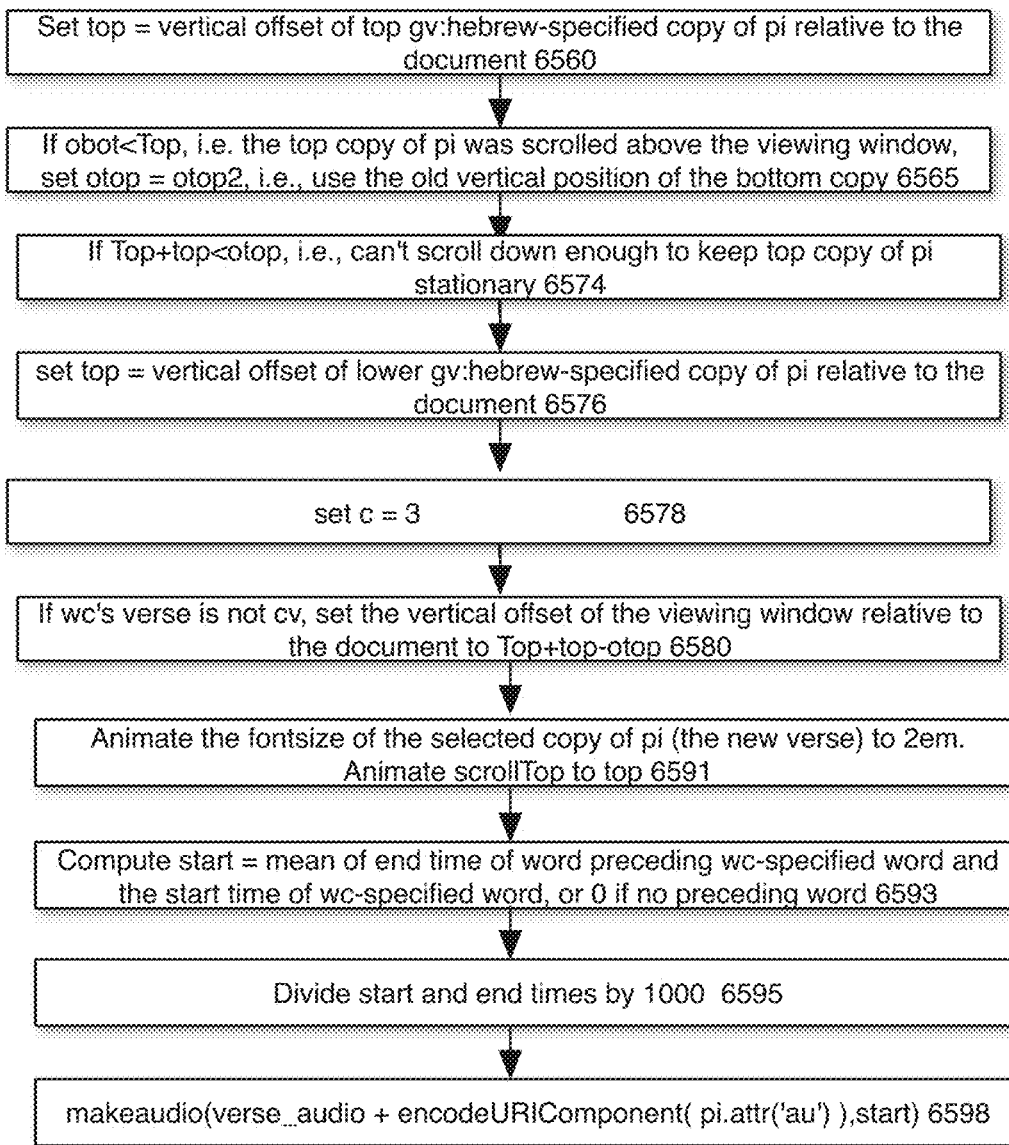 Set top = vertical offset of top gv:hebrew-specified copy of pi relative to the
document 6560
If obot<Top, i.e. the top copy of pi was scrolled above the viewing window,
set otop = otop2, i.e., use the old vertical position of the bottom copy 6565
If Top+top<otop, i.e., can't scroll down enough to keep top copy of pi
stationary 6574
set top = vertical offset of lower gv:hebrew-specified copy of pi relative to the
document 6576
set c = 3 6578
If wc's verse is not cv, set the vertical offset of the viewing window relative to
the document to Top+top-otop 6580
Animate the fontsize of the selected copy of pi (the new verse) to 2em.
Animate scrollTop to top 6591
Compute start = mean of end time of word preceding wc-specified word and
the start time of wc-specified word, or 0 if no preceding word 6593
Divide start and end times by 1000 6595
makeaudio(verse_audio + encodeURIComponent( pi.attr('au') ),start) 6598